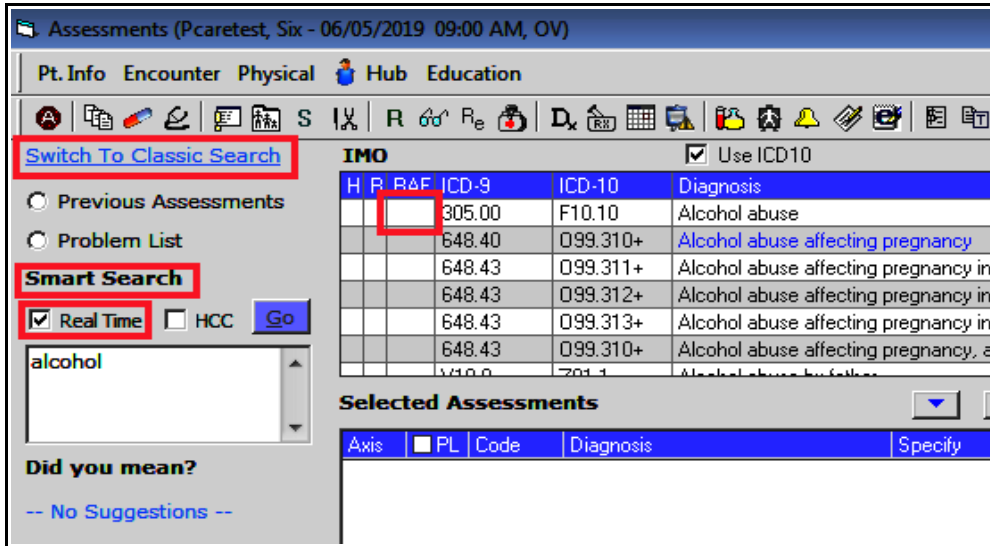 Assessments (Pcaretest, Six - 06/05/2019 09:00 AM, OV)
Pt. Info Encounter Physical Hub Education
S R Re Dx RX
Switch To Classic Search
Previous Assessments
Problem List
Smart Search
Real Time HCC Go
alcohol
Did you mean?
-- No Suggestions --
IMO Use ICD10
H R RAF ICD-9 ICD-10 Diagnosis
305.00 F10.10 Alcohol abuse
648.40 O99.310+ Alcohol abuse affecting pregnancy
648.43 O99.311+ Alcohol abuse affecting pregnancy in
648.43 O99.312+ Alcohol abuse affecting pregnancy in
648.43 O99.313+ Alcohol abuse affecting pregnancy in
648.43 O99.310+ Alcohol abuse affecting pregnancy, a
Selected Assessments
Axis PL Code Diagnosis Specify